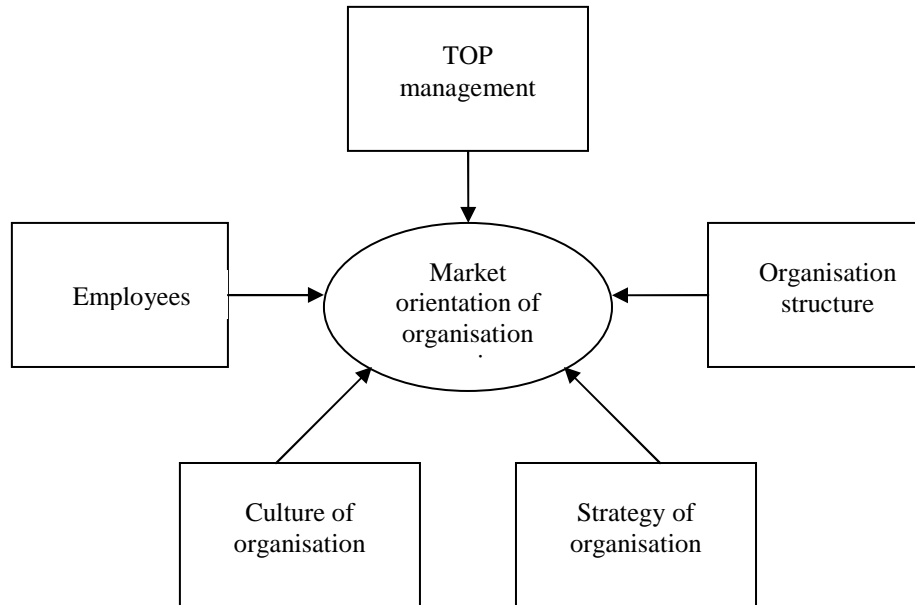 TOP
management
Employees
Market
orientation of
organisation
.
Organisation
structure
Culture of
organisation
Strategy of
organisation